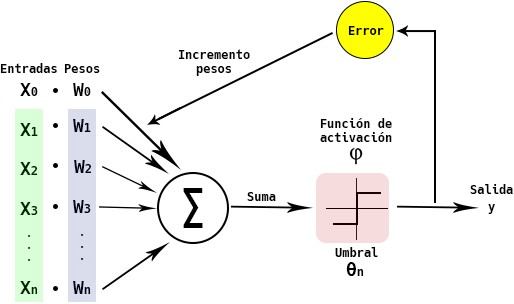 Error
Incremento
pesos
Entradas Pesos
X0 • W0
X1 • W1
X2 • W2
X3 • W3
. .
. .
. .
Xn • Wn
Σ
Suma
Función de
activación
φ
Umbral
θn
Salida
y